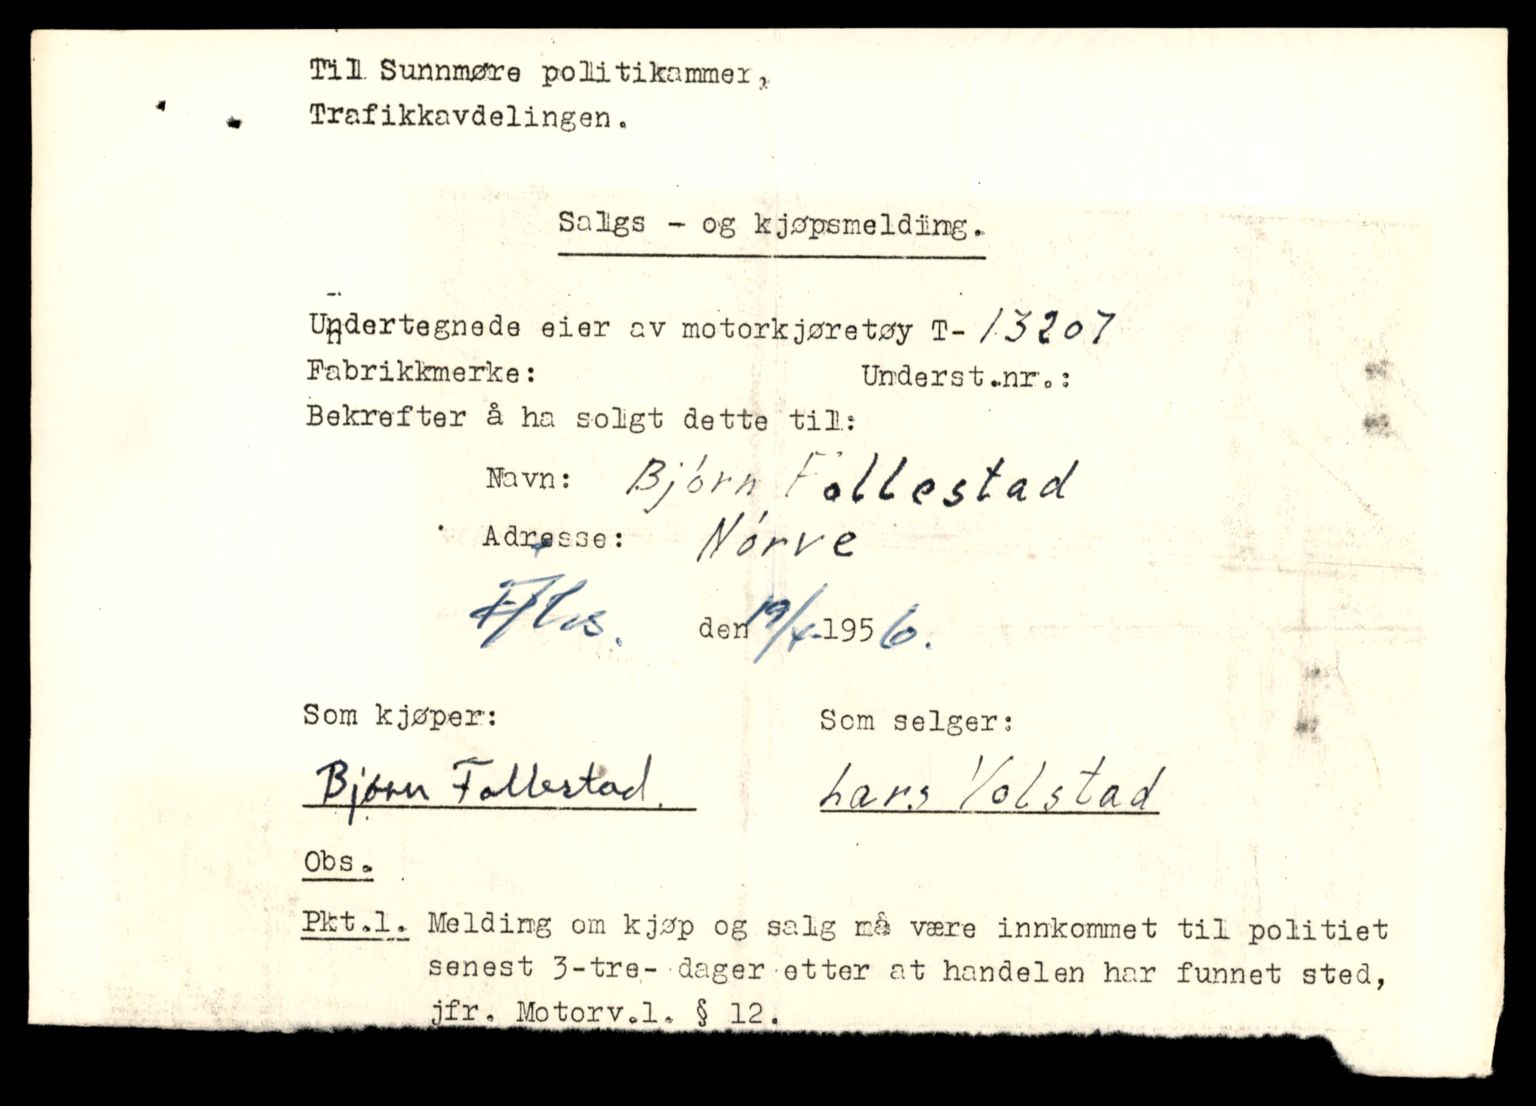 Til Sunnmøre politikammer,
Trafikkavdelingen.
Salgs - og kjøpsmelding.
Undertegnede eier av motorkjøretøy T- 13207
Fabrikkmerke: Underst.nr.:
Bekrefter å ha solgt dette til:
Navn: Bjørn Follestad
Adresse: Nørve
den 19/4-1956.
Som kjøper: Som selger:
Bjørn Follestad. Lars Volstad
Obs.
Pkt.1. Melding om kjøp og salg må være innkommet til politiet
senest 3-tre- dager etter at handelen har funnet sted,
jfr. Motorv.l. § 12.